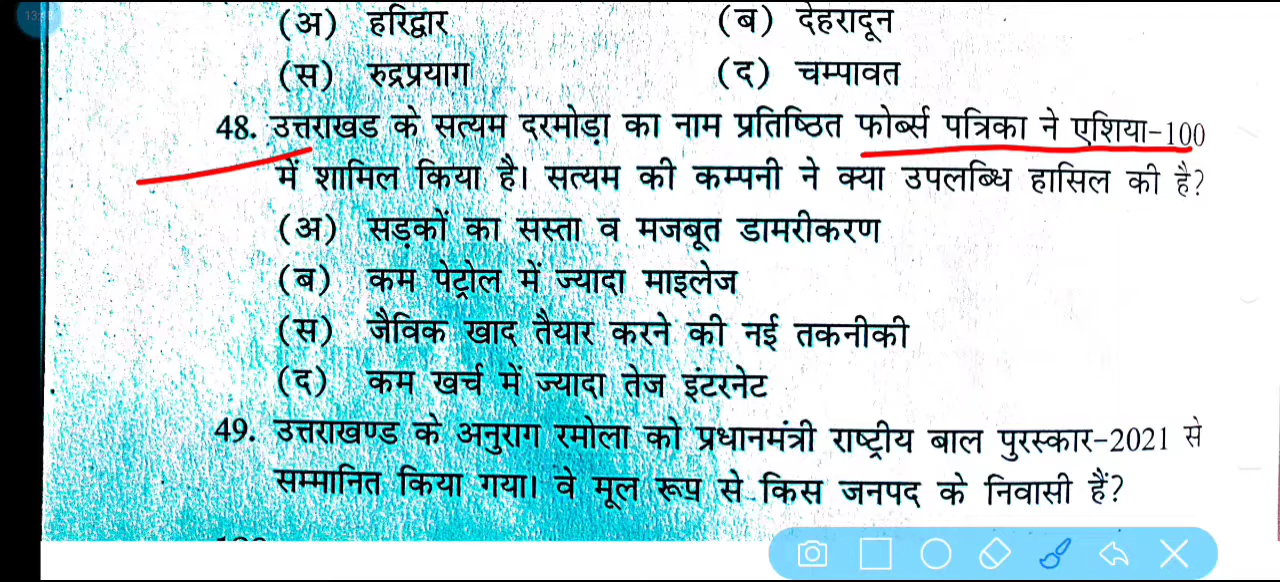 (अ) हरिद्वार (ब) देहरादून
(स) रुद्रप्रयाग (द) चम्पावत
48. उत्तराखड के सत्यम दरमोड़ा का नाम प्रतिष्ठित फोर्ब्स पत्रिका ने एशिया-100
में शामिल किया है। सत्यम की कम्पनी ने क्या उपलब्धि हासिल की है?
(अ) सड़कों का सस्ता व मजबूत डामरीकरण
(ब) कम पेट्रोल में ज्यादा माइलेज
(स) जैविक खाद तैयार करने की नई तकनीकी
(द) कम खर्च में ज्यादा तेज इंटरनेट
49. उत्तराखण्ड के अनुराग रमोला को प्रधानमंत्री राष्ट्रीय बाल पुरस्कार-2021 से
सम्मानित किया गया। वे मूल रूप से किस जनपद के निवासी हैं?